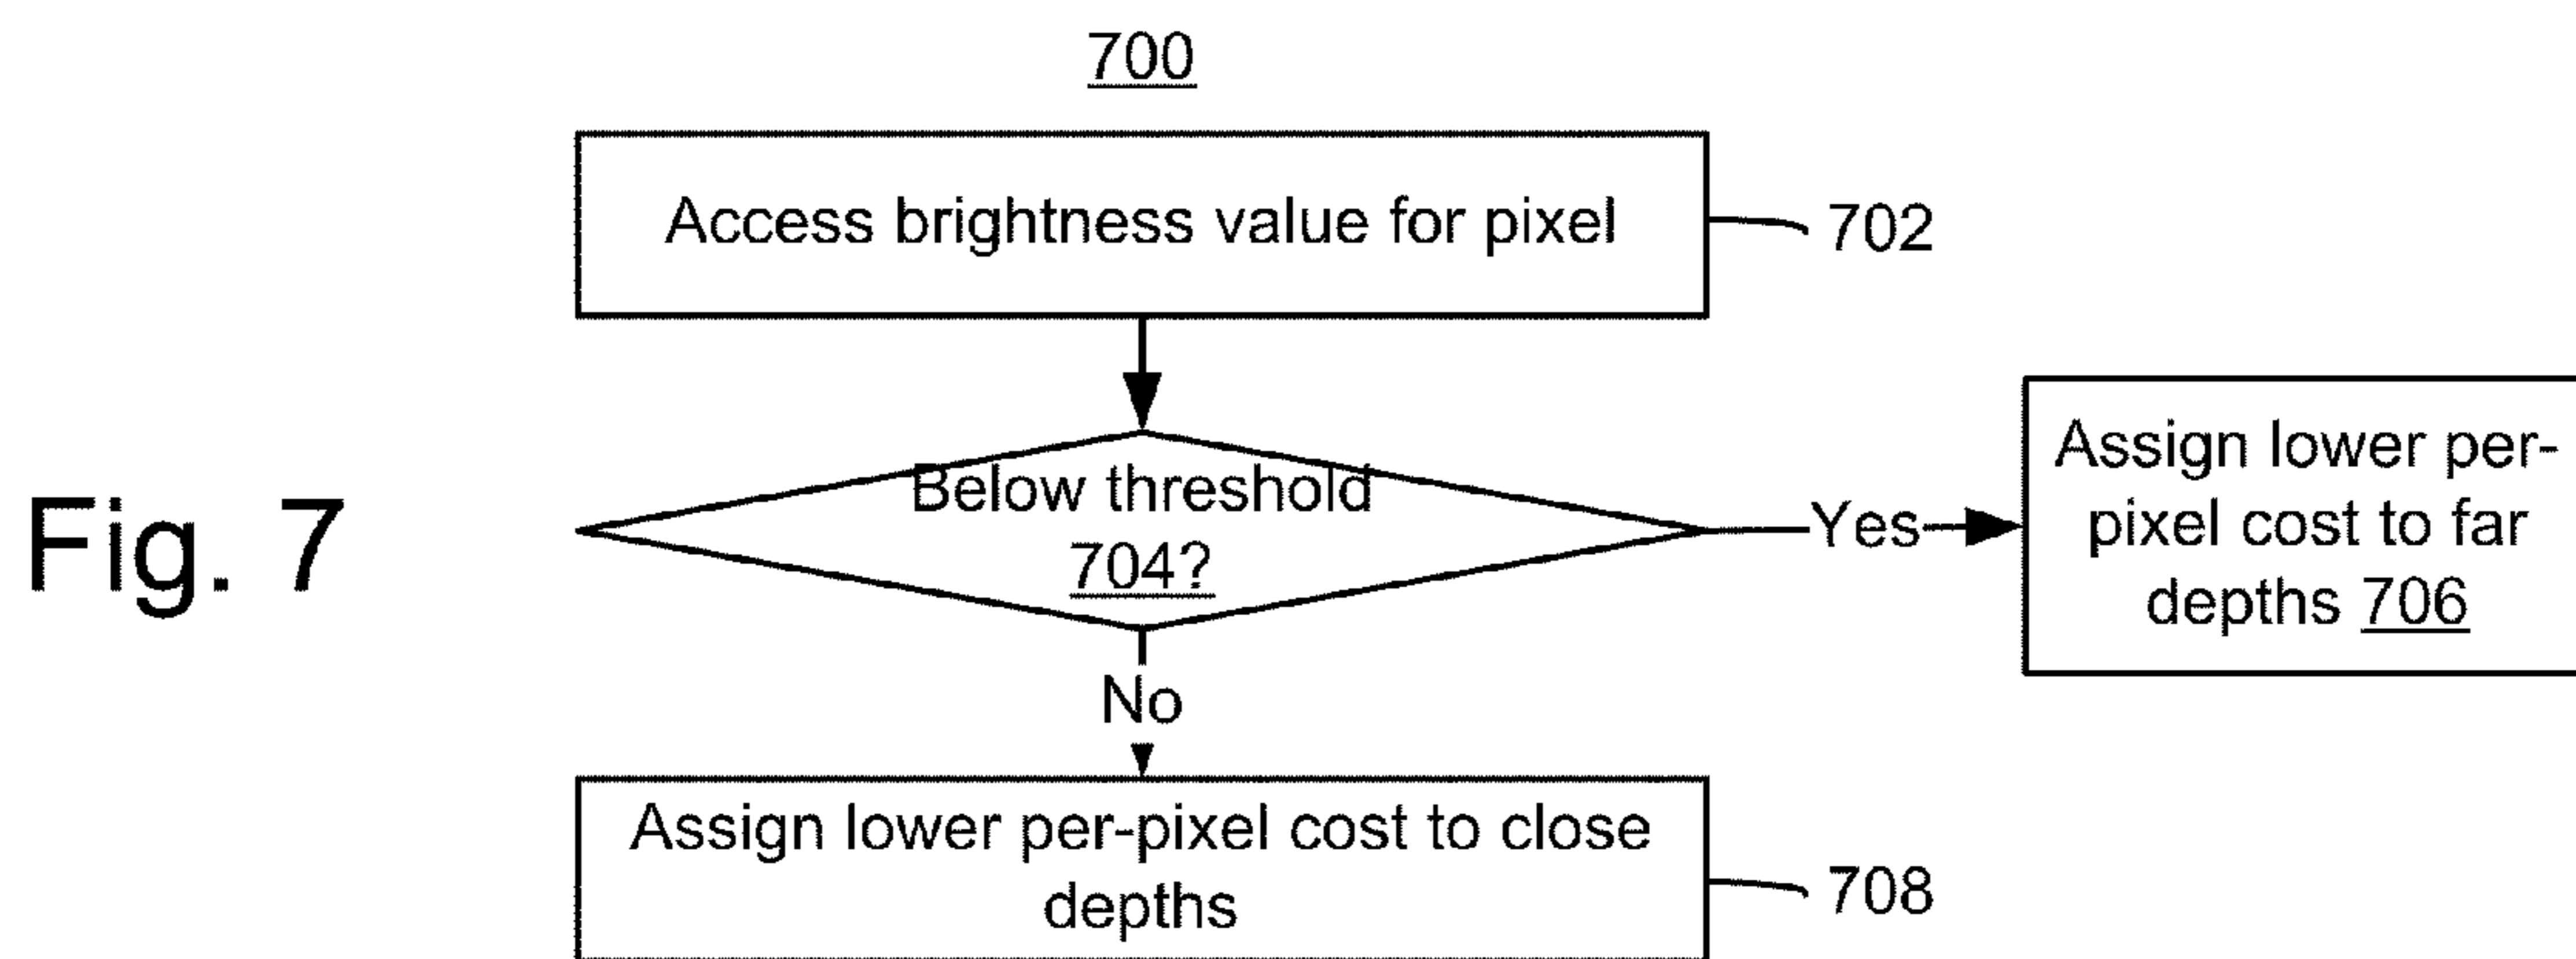 700
Access brightness value for pixel
702
Below threshold
704?
Yes
Assign lower per-
pixel cost to far
depths 706
Fig. 7
No
Assign lower per-pixel cost to close
depths
708